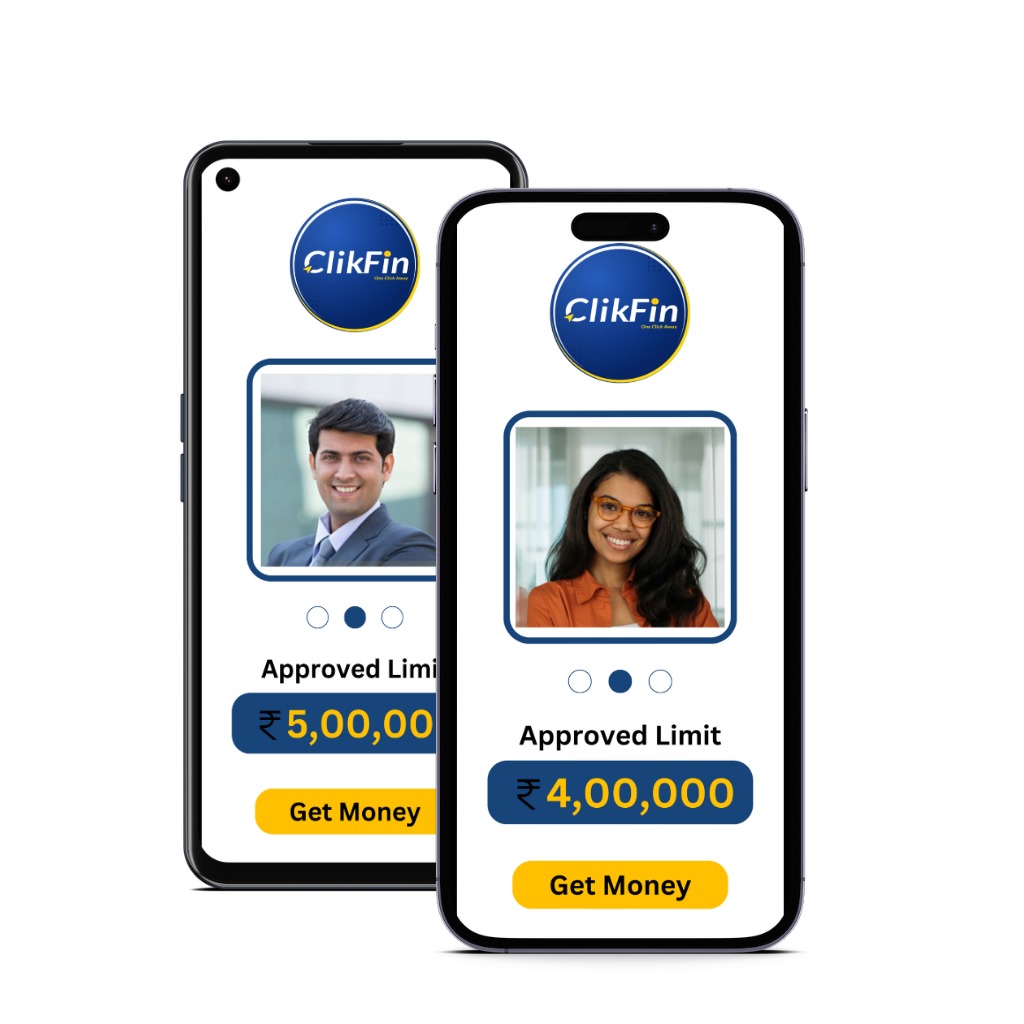 ClikFin
One Click Away
Approved Limi
₹ 5,00,00
Get Money
ClikFin
One Click Away
Approved Limit
₹ 4,00,000
Get Money